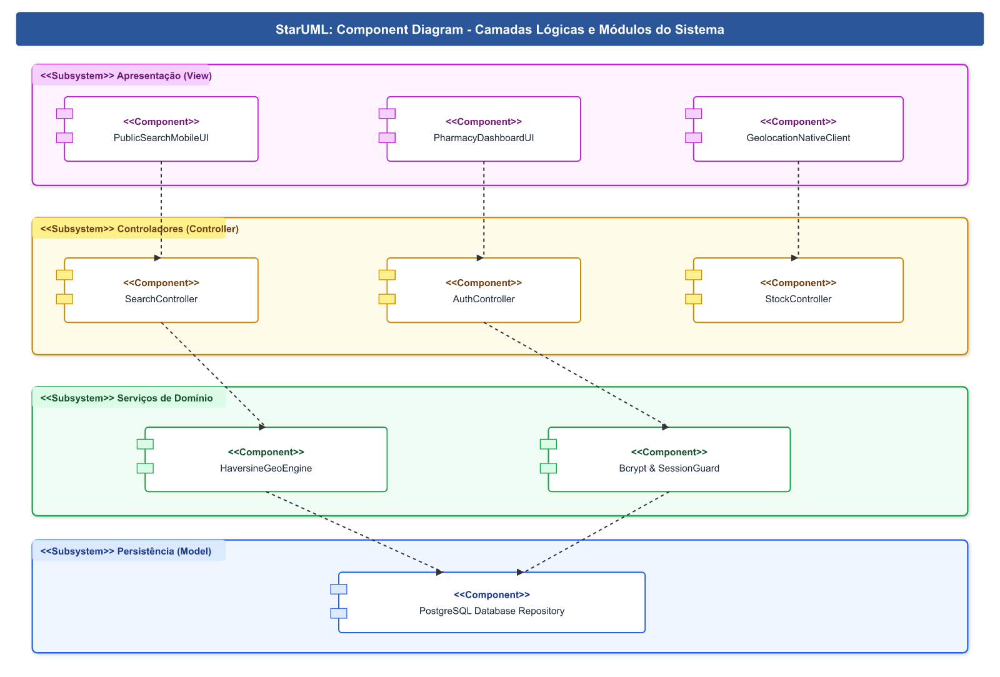 StarUML: Component Diagram - Camadas Lógicas e Módulos do Sistema
<<Subsystem>> Apresentação (View)
<<Component>>
PublicSearchMobileUI
<<Component>>
PharmacyDashboardUI
<<Component>>
GeolocationNativeClient
<<Subsystem>> Controladores (Controller)
<<Component>>
SearchController
<<Component>>
AuthController
<<Component>>
StockController
<<Subsystem>> Serviços de Domínio
<<Component>>
HaversineGeoEngine
<<Component>>
Bcrypt & SessionGuard
<<Subsystem>> Persistência (Model)
<<Component>>
PostgreSQL Database Repository